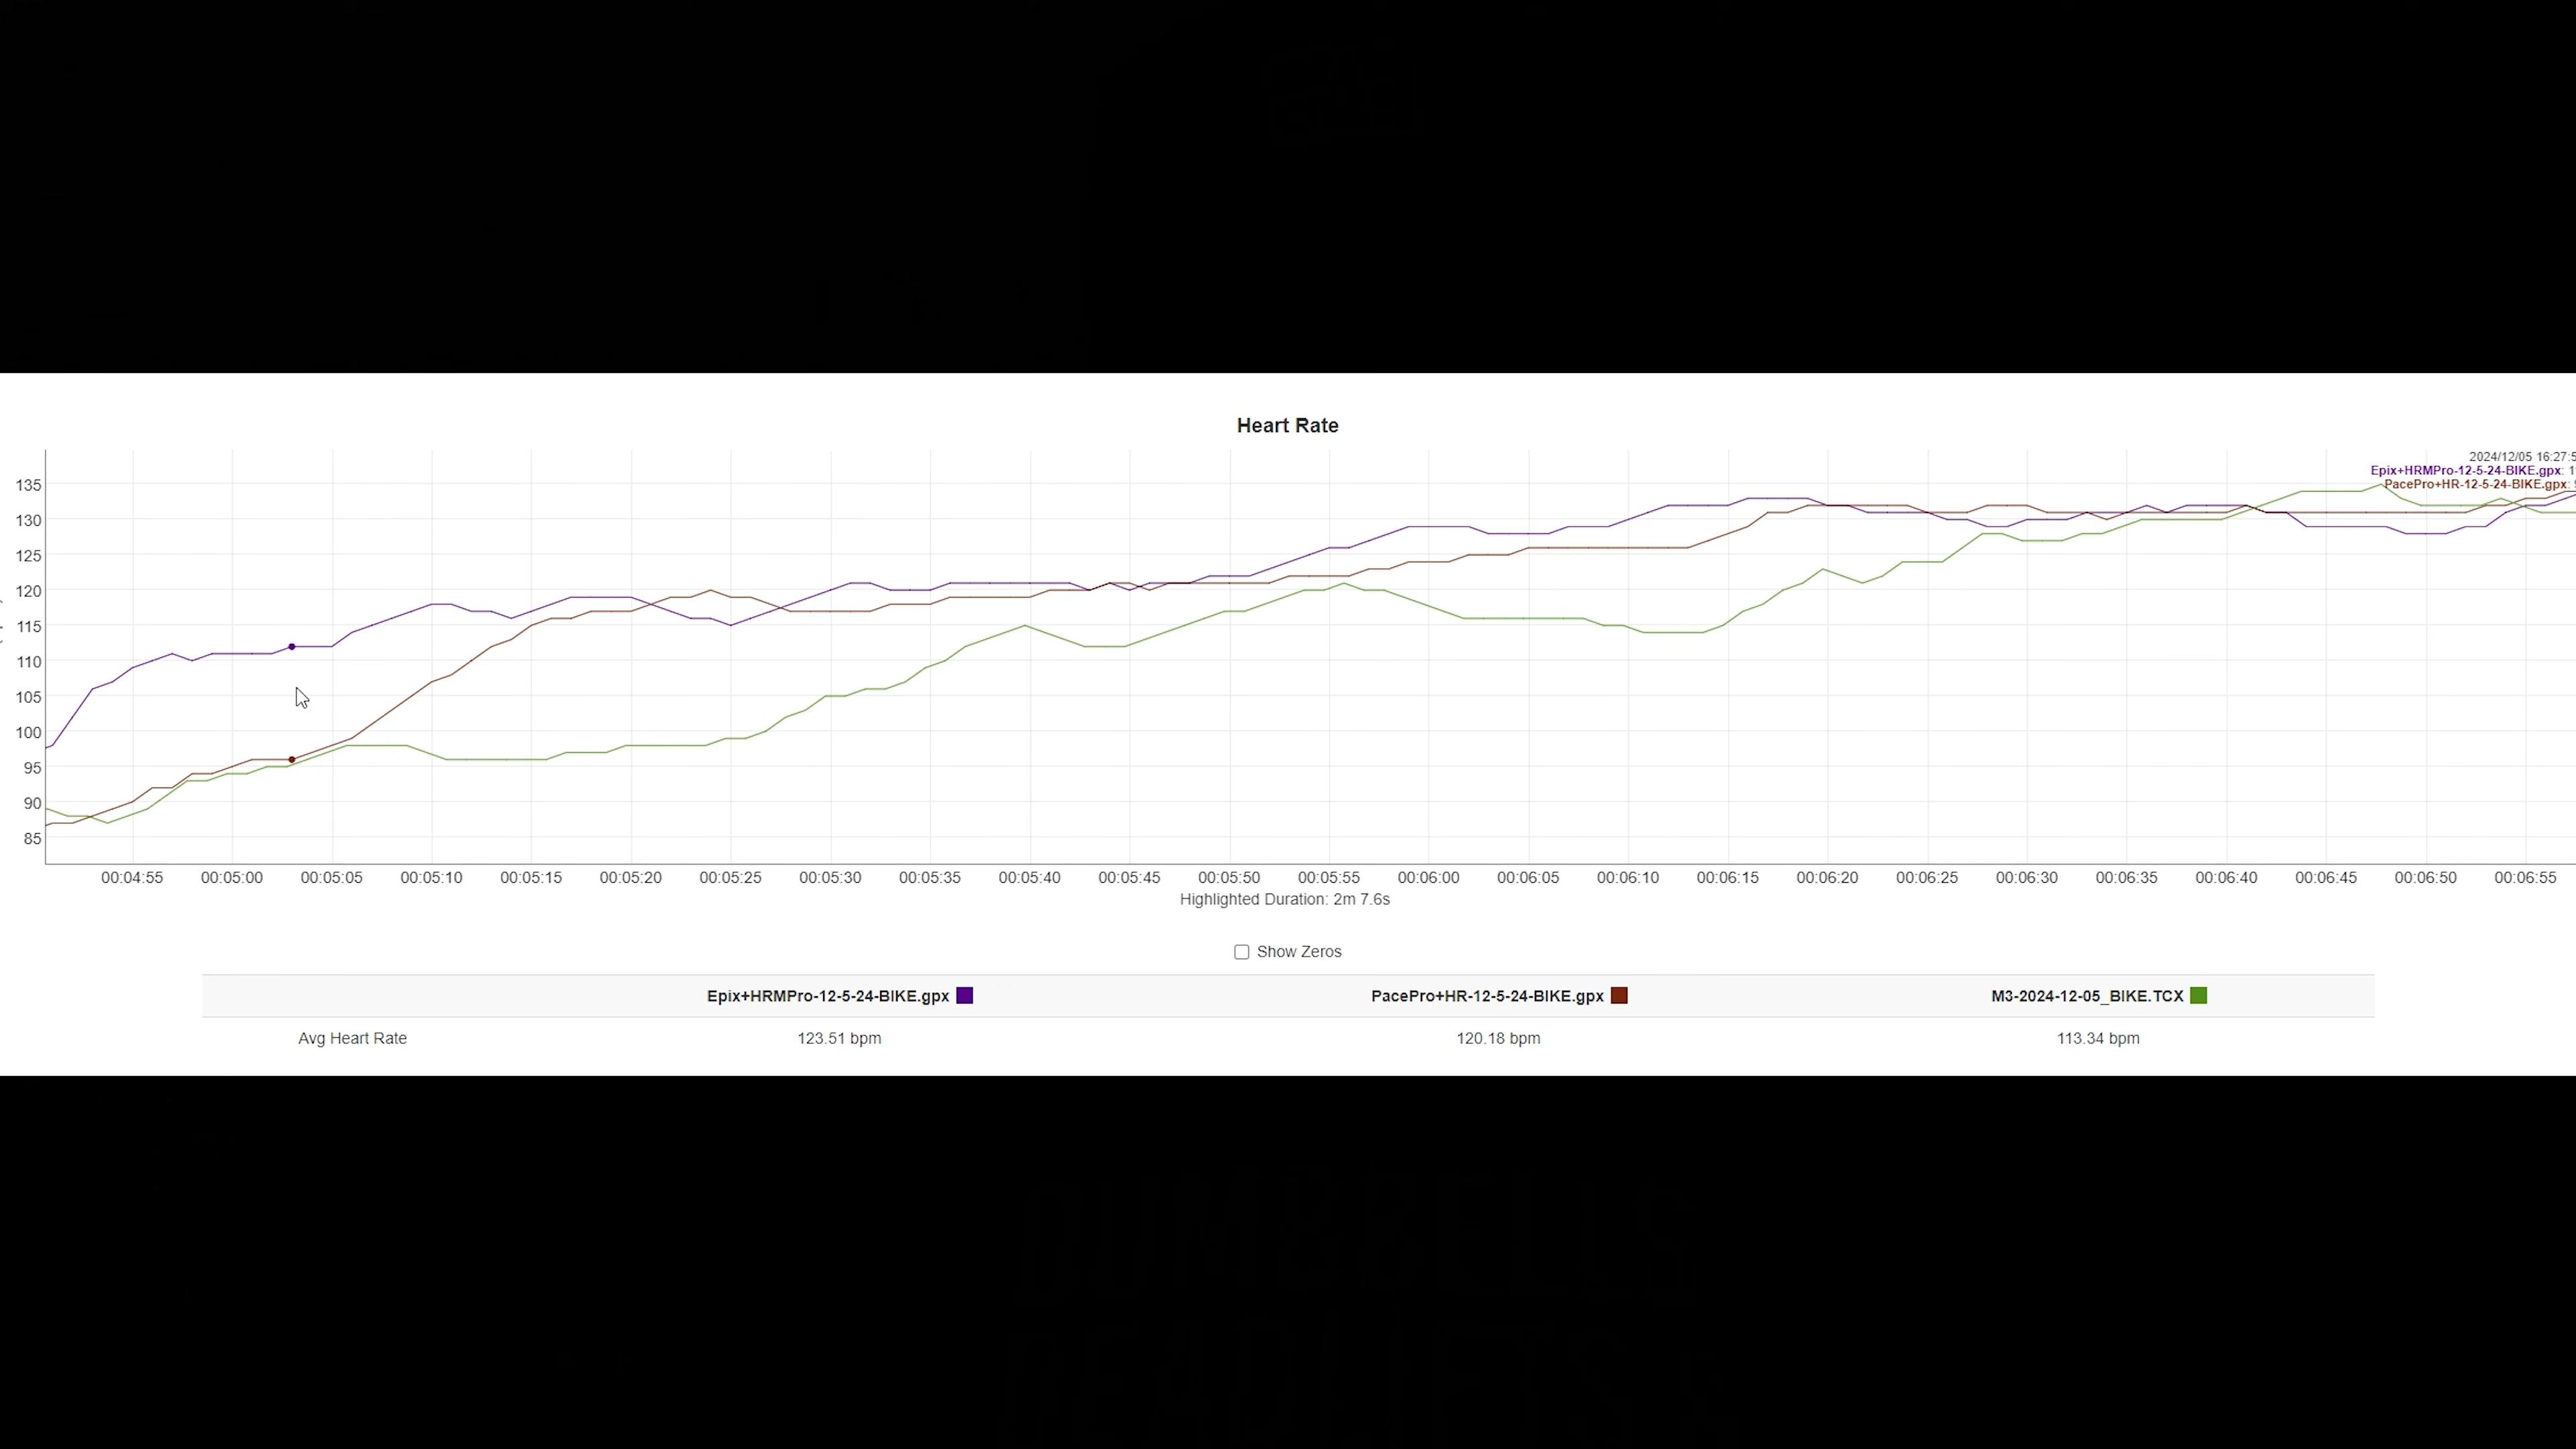 Heart Rate
2024/12/05 16:27:5
Epix+HRMPro-12-5-24-BIKE.gpx: 1
PacePro+HR-12-5-24-BIKE.gpx:
135
130
125
120
115
110
105
100
95
90
85
00:04:55 00:05:00 00:05:05 00:05:10 00:05:15 00:05:20 00:05:25 00:05:30 00:05:35 00:05:40 00:05:45 00:05:50 00:05:55 00:06:00 00:06:05 00:06:10 00:06:15 00:06:20 00:06:25 00:06:30 00:06:35 00:06:40 00:06:45 00:06:50 00:06:55
Highlighted Duration: 2m 7.6s
Show Zeros
Epix+HRMPro-12-5-24-BIKE.gpx PacePro+HR-12-5-24-BIKE.gpx M3-2024-12-05_BIKE.TCX
Avg Heart Rate 123.51 bpm 120.18 bpm 113.34 bpm